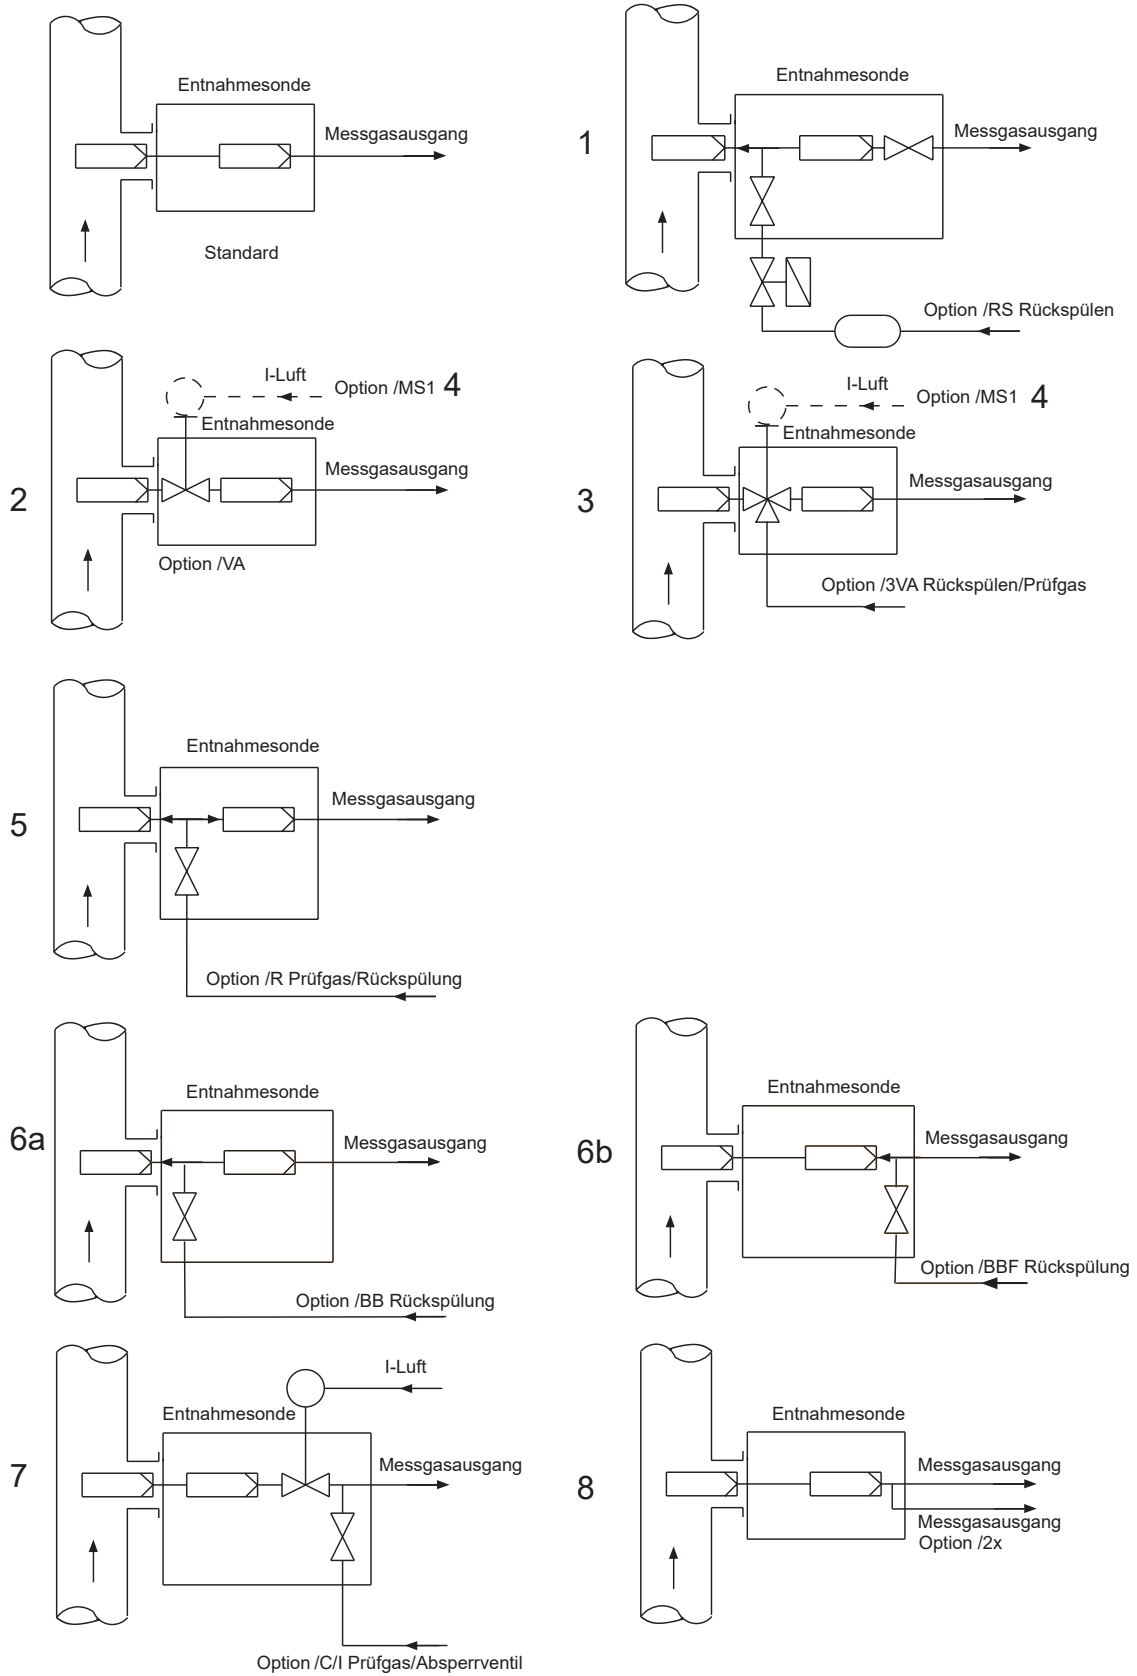 Entnahmesonde
Messgasausgang
Standard
1
Entnahmesonde
Messgasausgang
Option /RS Rückspülen
2
I-Luft
Option /MS1 4
Entnahmesonde
Messgasausgang
Option /VA
3
I-Luft
Option /MS1 4
Entnahmesonde
Messgasausgang
Option /3VA Rückspülen/Prüfgas
5
Entnahmesonde
Messgasausgang
Option /R Prüfgas/Rückspülung
6a
Entnahmesonde
Messgasausgang
Option /BB Rückspülung
6b
Entnahmesonde
Messgasausgang
Option /BBF Rückspülung
7
I-Luft
Entnahmesonde
Messgasausgang
Option /C/I Prüfgas/Absperrventil
8
Entnahmesonde
Messgasausgang
Messgasausgang
Option /2x